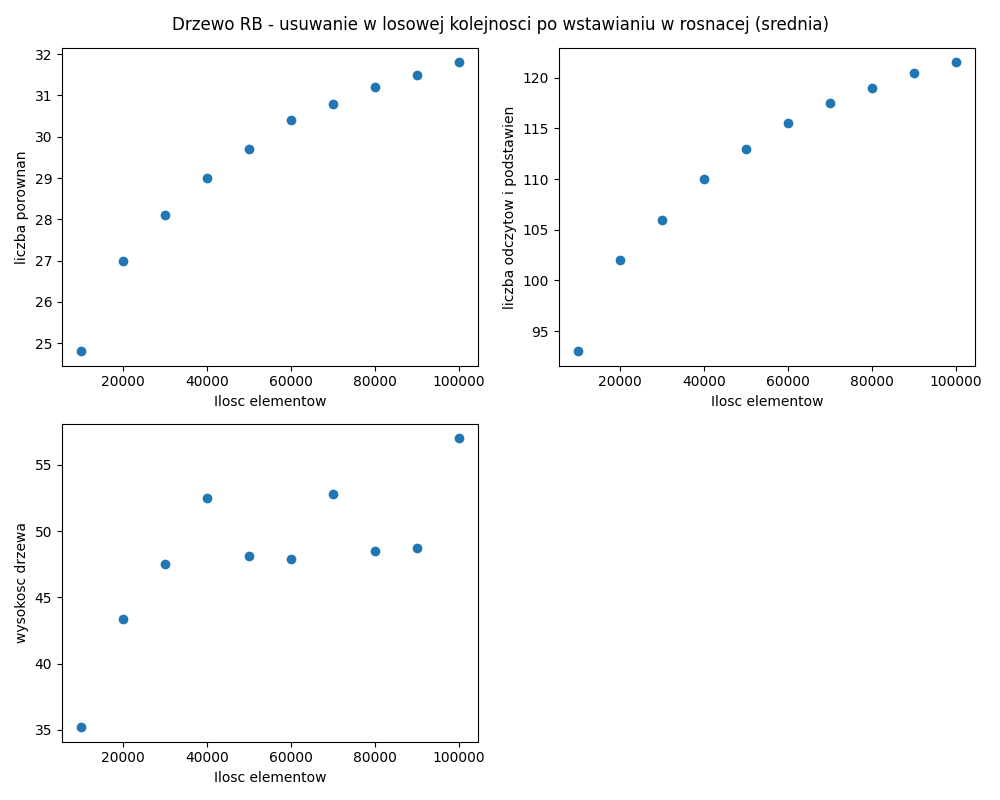 Drzewo RB - usuwanie w losowej kolejnosci po wstawianiu w rosnacej (srednia)
32
31
30
29
28
27
26
25
liczba porownan
20000 40000 60000 80000 100000
Ilosc elementow
120
115
110
105
100
95
liczba odczytow i podstawien
20000 40000 60000 80000 100000
Ilosc elementow
55
50
45
40
35
wysokosc drzewa
20000 40000 60000 80000 100000
Ilosc elementow